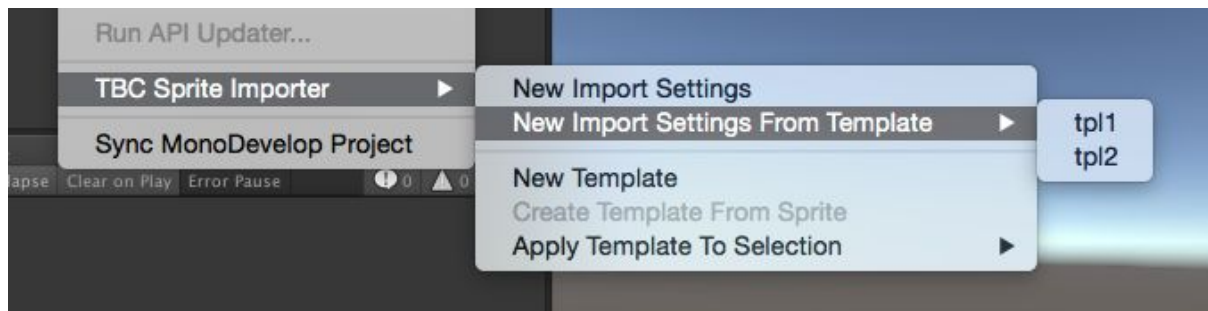 Run API Updater...
TBC Sprite Importer
Sync MonoDevelop Project
New Import Settings
New Import Settings From Template
New Template
Create Template From Sprite
Apply Template To Selection
tpl1
tpl2
Clear on Play Error Pause 0 0